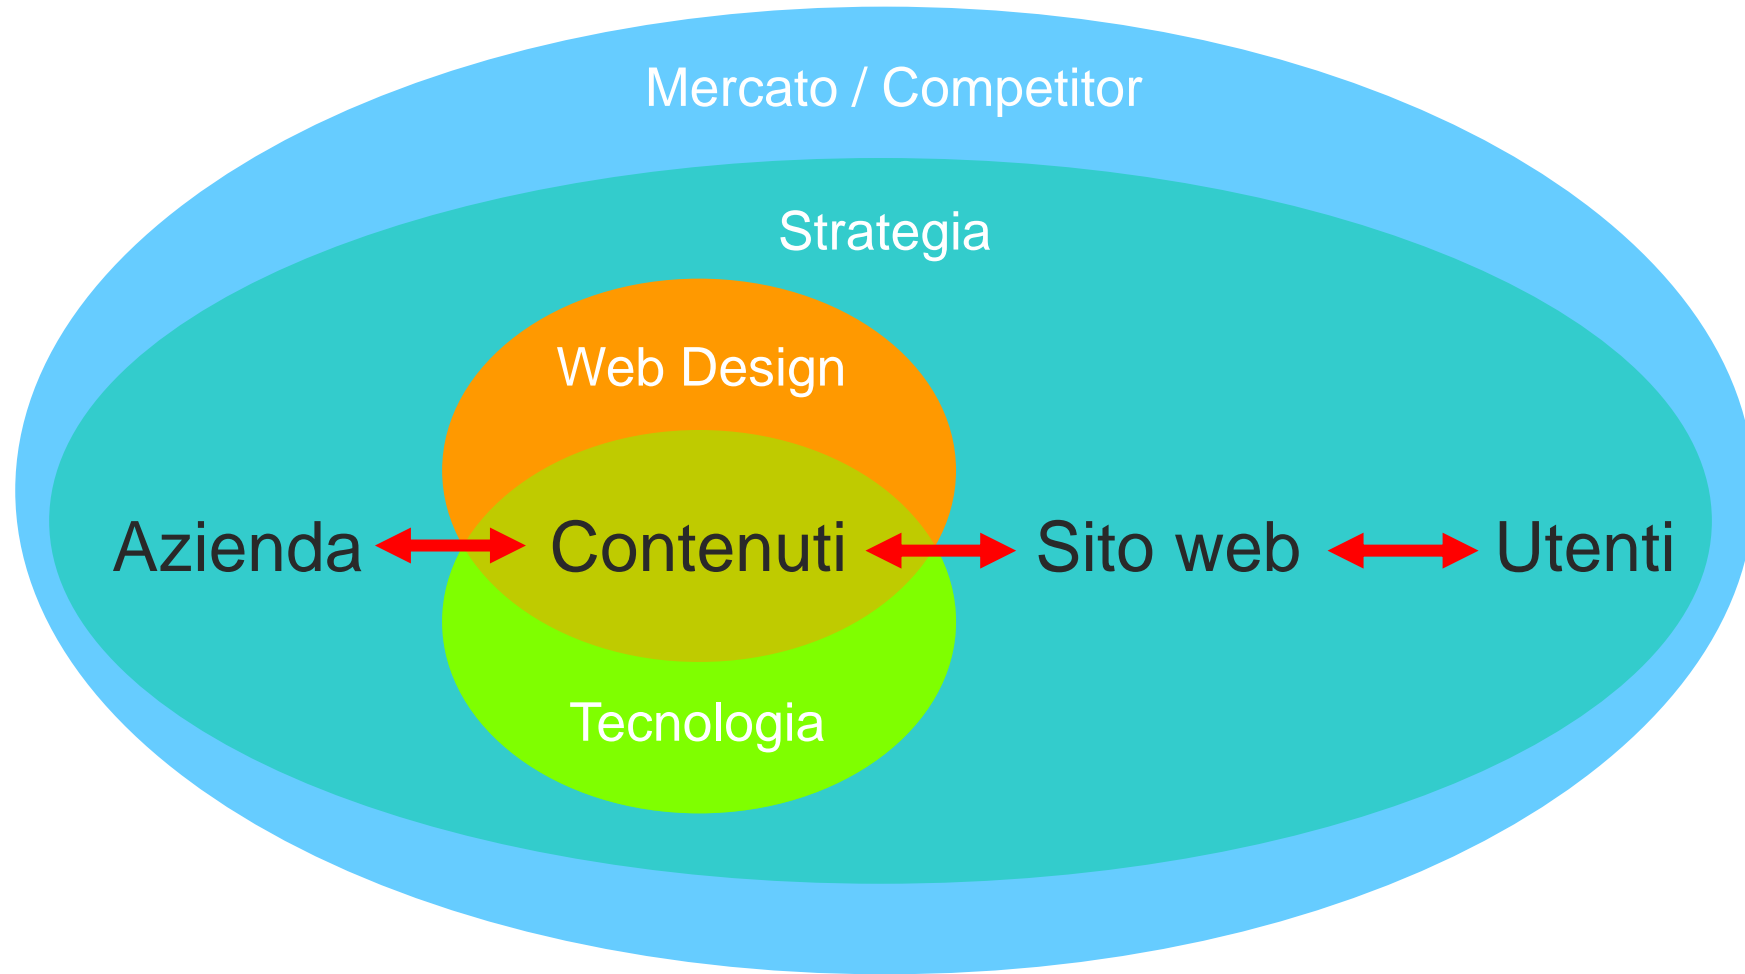 Mercato / Competitor
Strategia
Web Design
Azienda Contenuti Sito web Utenti
Tecnologia